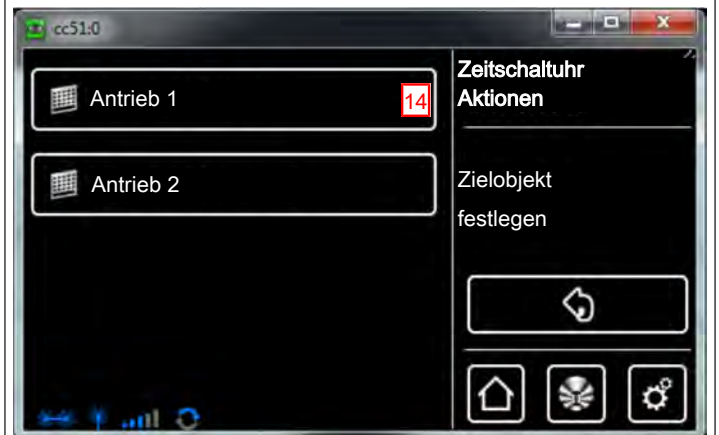 cc51:0
Antrieb 1
14
Antrieb 2
Zeitschaltuhr
Aktionen
Zielobjekt
festlegen